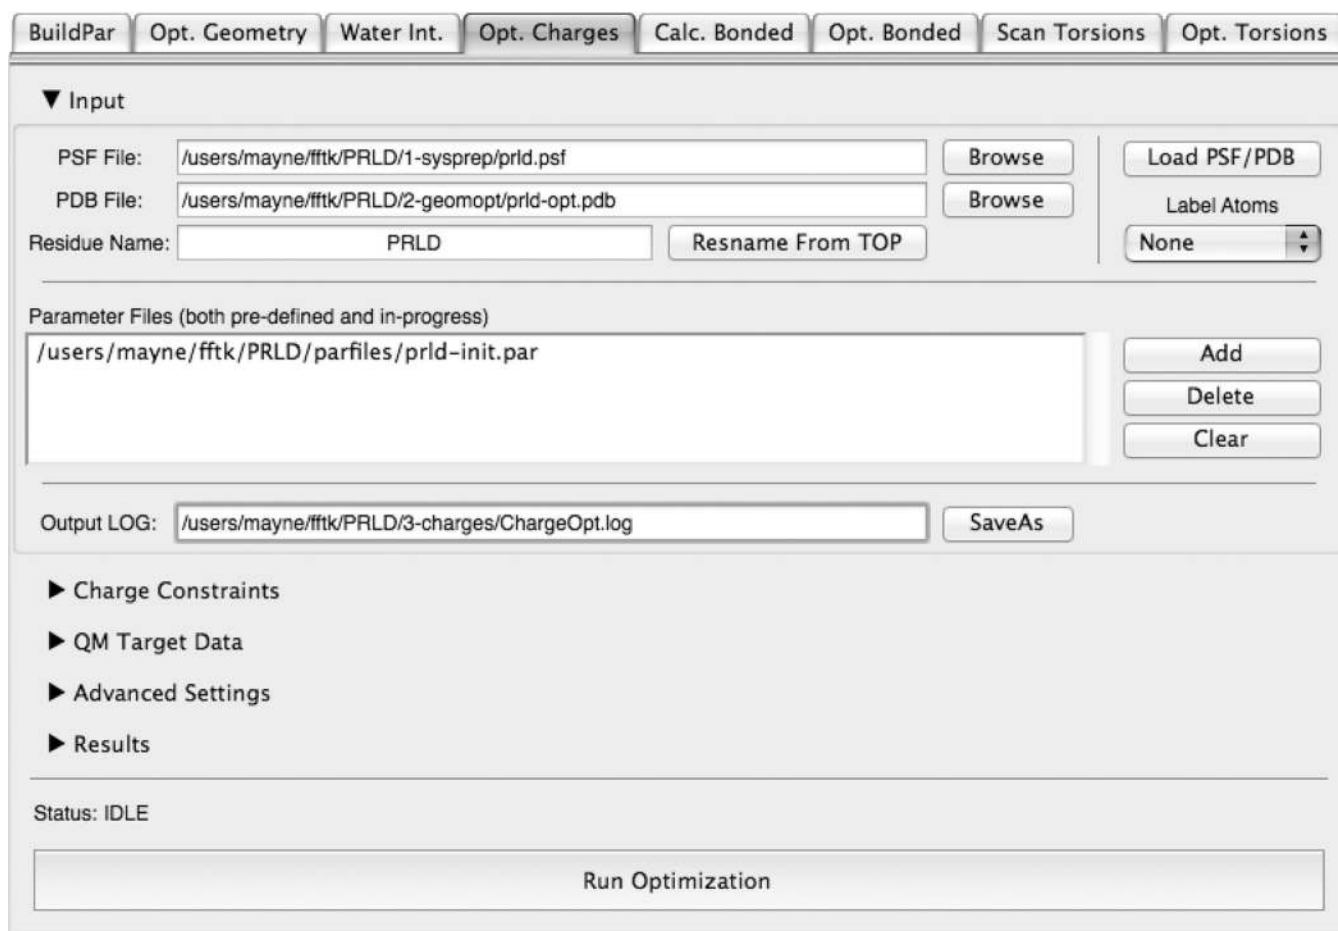 BuildPar Opt. Geometry Water Int. Opt. Charges Calc. Bonded Opt. Bonded Scan Torsions Opt. Torsions
▼ Input
PSF File: /users/mayne/fftk/PRLD/1-sysprep/prld.psf Browse Load PSF/PDB
PDB File: /users/mayne/fftk/PRLD/2-geomopt/prld-opt.pdb Browse Label Atoms
Residue Name: PRLD Resname From TOP None
Parameter Files (both pre-defined and in-progress)
/users/mayne/fftk/PRLD/parfiles/prld-init.par Add
Delete
Clear
Output LOG: /users/mayne/fftk/PRLD/3-charges/ChargeOpt.log SaveAs
▶ Charge Constraints
▶ QM Target Data
▶ Advanced Settings
▶ Results
Status: IDLE
Run Optimization